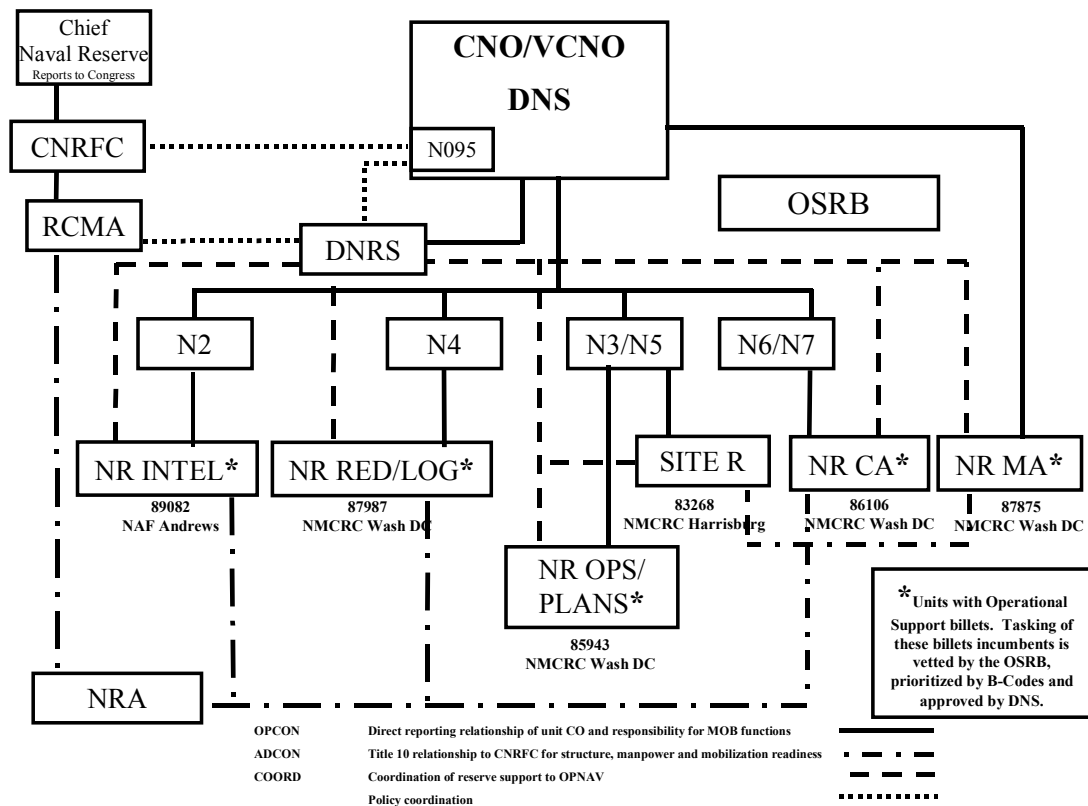 Chief
Naval Reserve
Reports to Congress
CNO/VCNO
DNS
N095
CNRFC
RCMA
OSRB
DNRS
N2
N4
N3/N5
N6/N7
NR INTEL*
89082
NAF Andrews
NR RED/LOG*
87987
NMCRC Wash DC
SITE R
83268
NMCRC Harrisburg
NR CA*
86106
NMCRC Wash DC
NR MA*
87875
NMCRC Wash DC
NR OPS/
PLANS*
85943
NMCRC Wash DC
*Units with Operational
Support billets. Tasking of
these billets incumbents is
vetted by the OSRB,
prioritized by B-Codes and
approved by DNS.
NRA
OPCON Direct reporting relationship of unit CO and responsibility for MOB functions
ADCON Title 10 relationship to CNRFC for structure, manpower and mobilization readiness
COORD Coordination of reserve support to OPNAV
Policy coordination